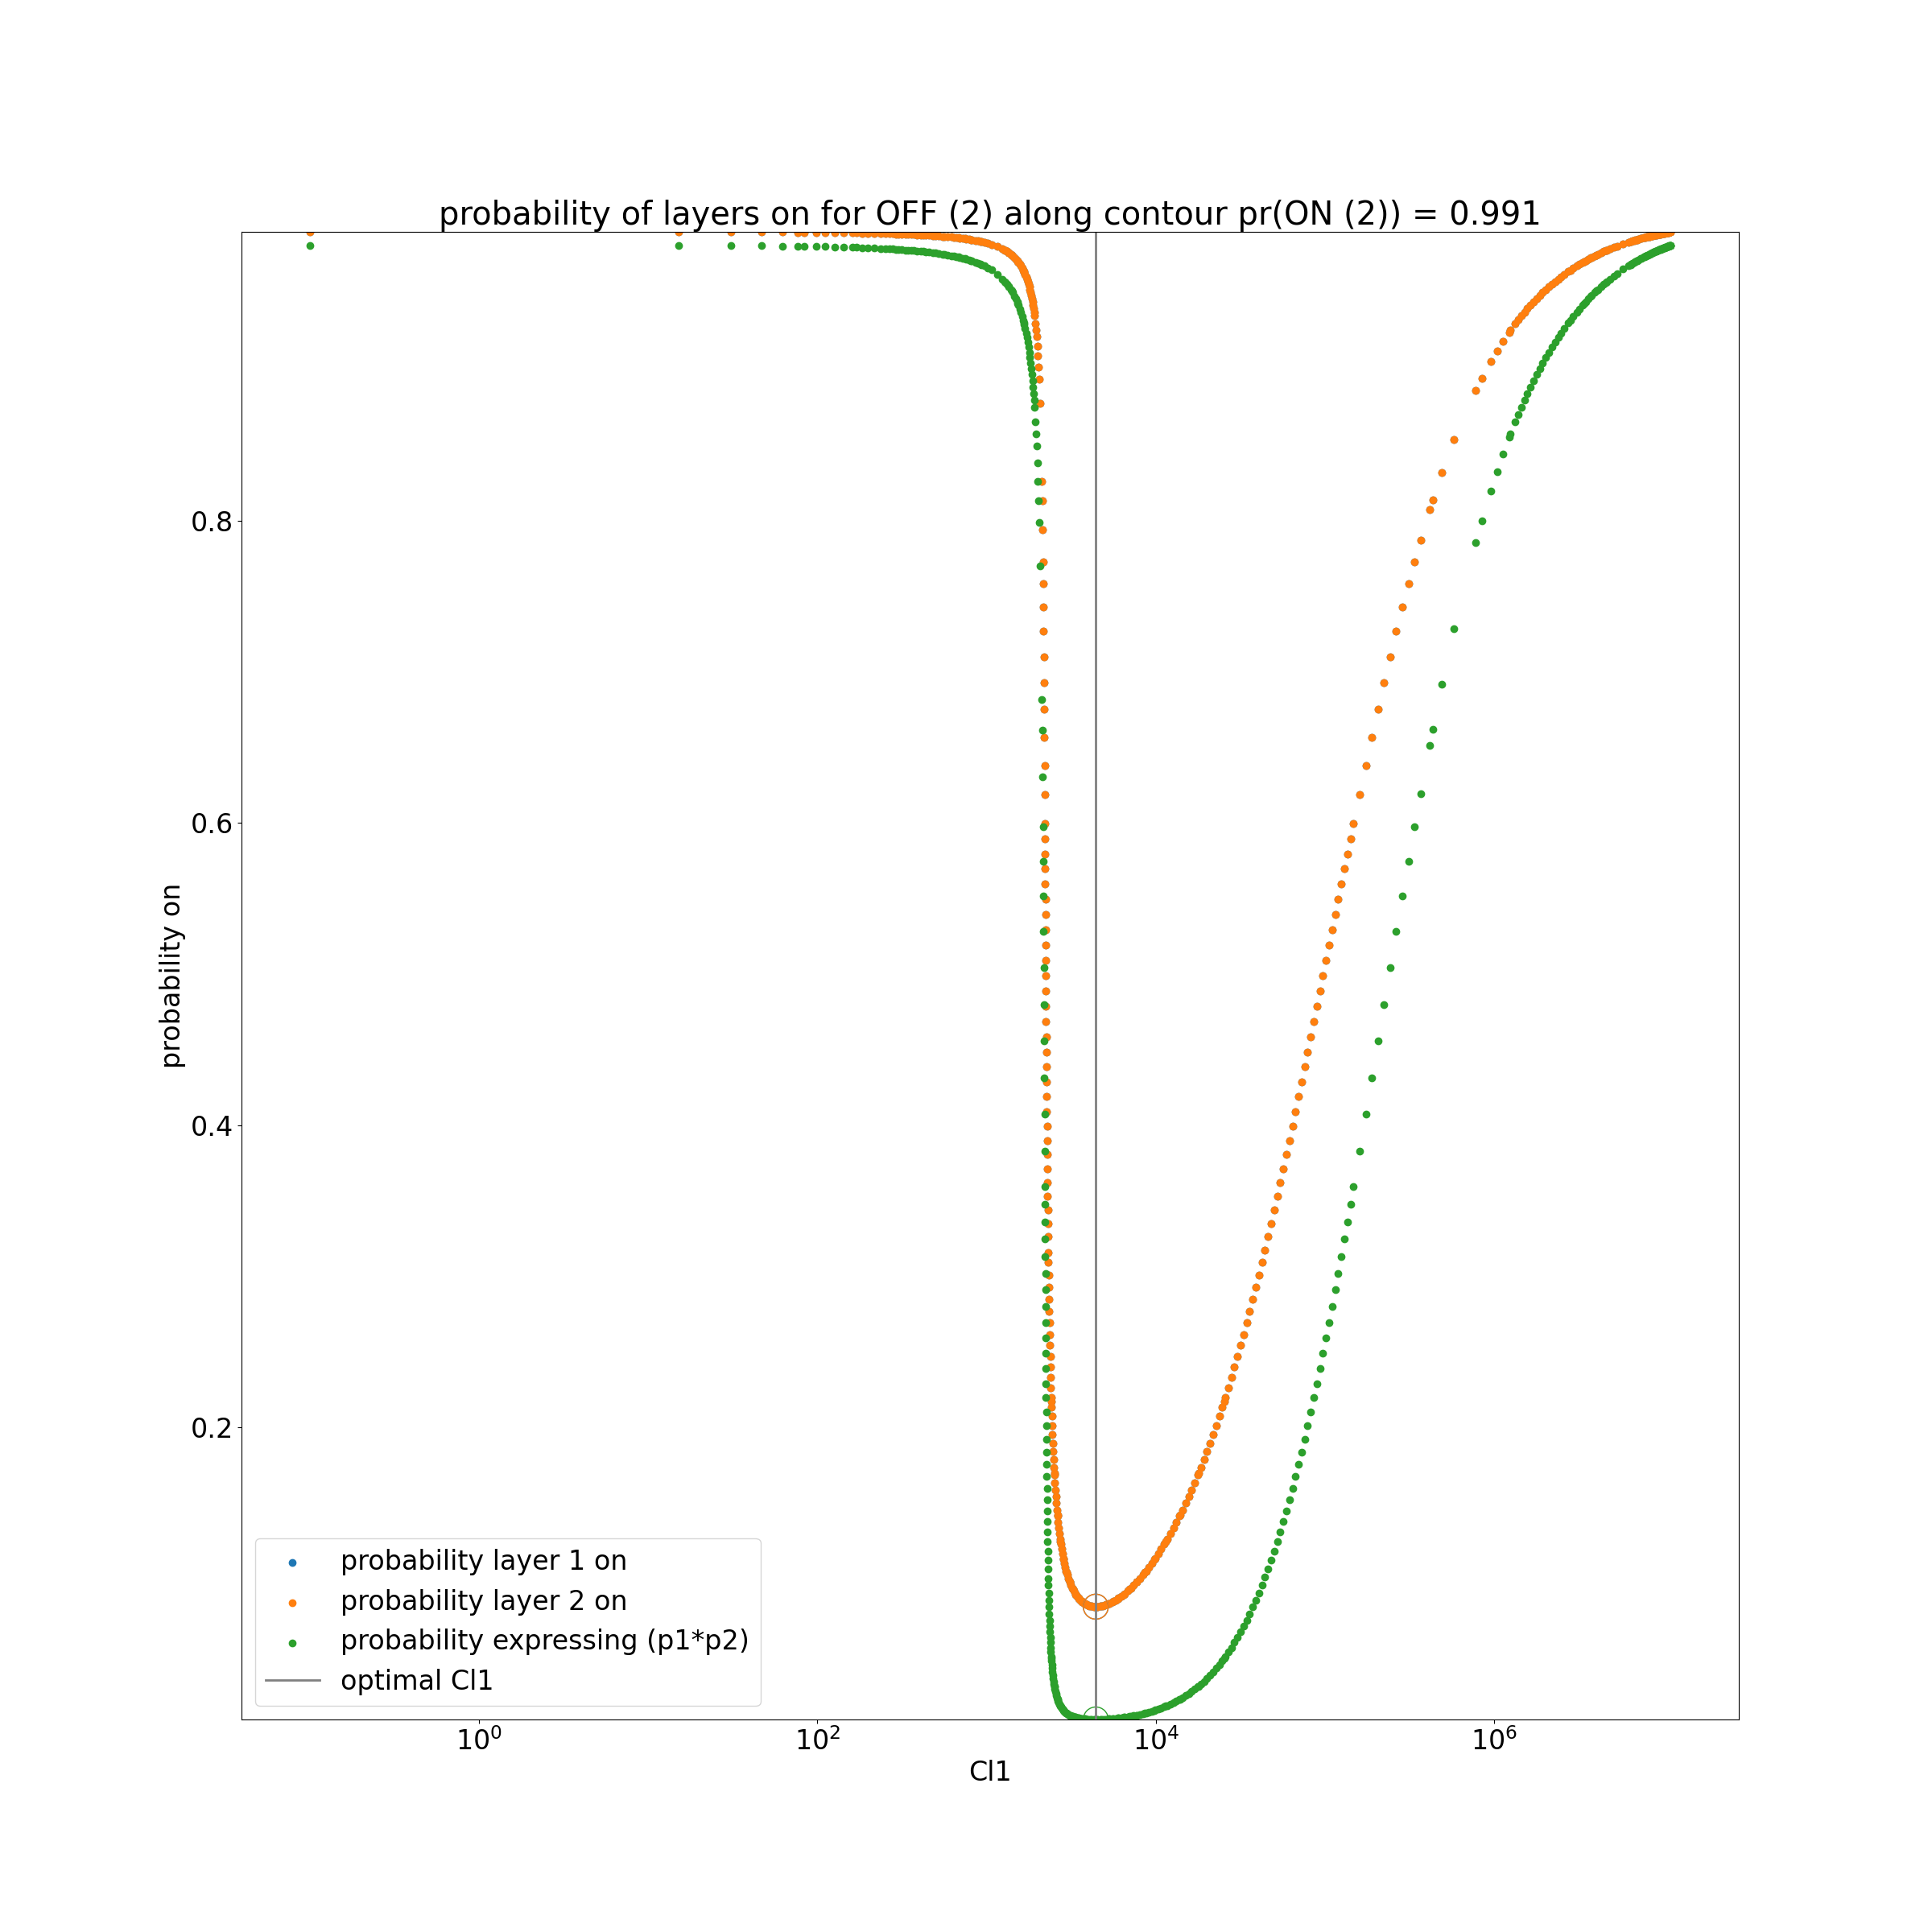 probability of layers on for OFF (2) along contour pr(ON (2)) = 0.991
probability on
0.8
0.6
0.4
0.2
probability layer 1 on
probability layer 2 on
probability expressing (p1*p2)
optimal Cl1
10^0
10^2
10^4
10^6
Cl1